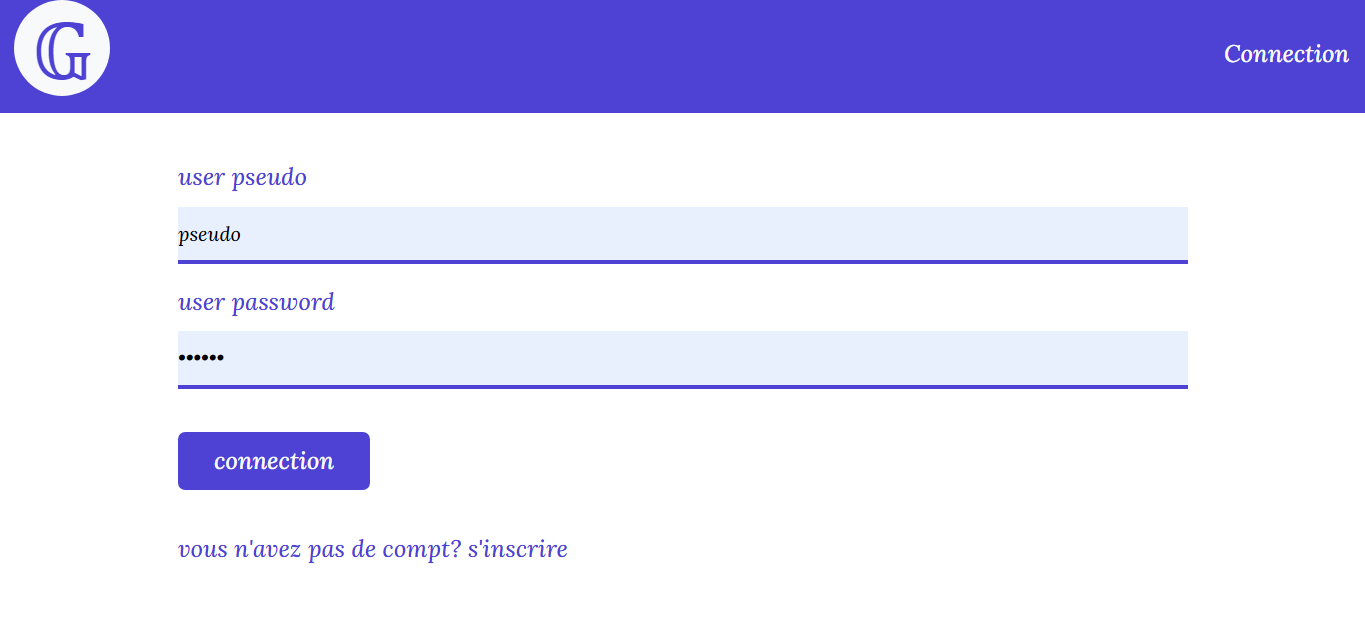 G
Connection
user pseudo
pseudo
user password
••••••
connection
vous n'avez pas de compt? s'inscrire